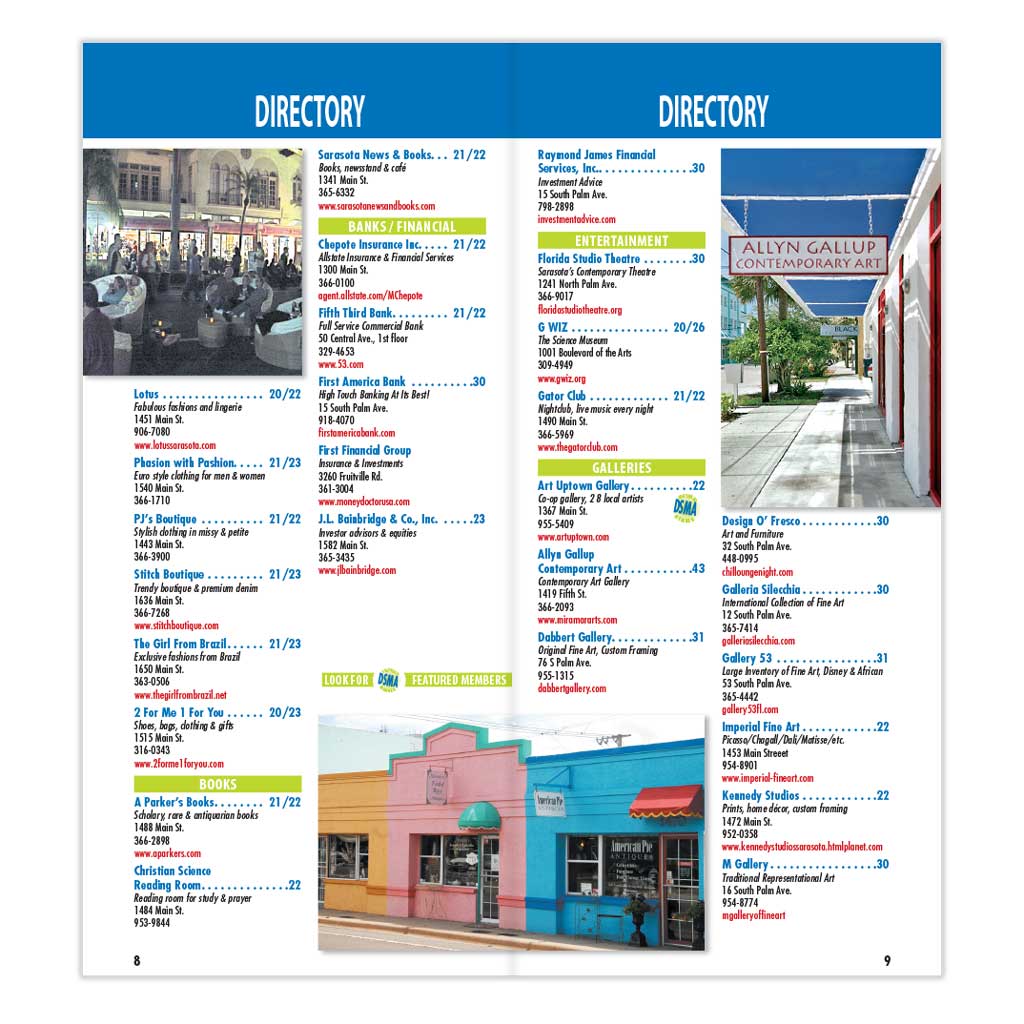 DIRECTORY
Lotus . . . . . . . . . . . . . . . . . 20/22
Fabulous fashions and lingerie
1451 Main St.
906-7080
www.lotussarasota.com
Phasion with Pashion. . . . . 21/23
Euro style clothing for men & women
1540 Main St.
366-1710
PJ's Boutique . . . . . . . . . . 21/22
Stylish clothing in missy & petite
1443 Main St.
366-3900
Stitch Boutique . . . . . . . . . 21/23
Trendy boutique & premium denim
1636 Main St.
366-7268
www.stitchboutique.com
The Girl From Brazil. . . . . . 21/23
Exclusive fashions from Brazil
1650 Main St.
363-0506
www.thegirlfrombrazil.net
2 For Me 1 For You . . . . . . 20/23
Shoes, bags, clothing & gifts
1515 Main St.
316-0343
www.2forme1foryou.com
BOOKS
A Parker's Books. . . . . . . . 21/22
Scholary, rare & antiquarian books
1488 Main St.
366-2898
www.aparkers.com
Christian Science
Reading Room. . . . . . . . . . . . . .22
Reading room for study & prayer
1484 Main St.
953-9844
Sarasota News & Books. . . 21/22
Books, newsstand & café
1341 Main St.
365-6332
www.sarasotanewsandbooks.com
BANKS / FINANCIAL
Chepote Insurance Inc. . . . . 21/22
Allstate Insurance & Financial Services
1300 Main St.
366-0100
agent.allstate.com/MChepote
Fifth Third Bank. . . . . . . . . 21/22
Full Service Commercial Bank
50 Central Ave., 1st floor
329-4653
www.53.com
First America Bank . . . . . . . . . .30
High Touch Banking At Its Best!
15 South Palm Ave.
918-4070
firstamericabank.com
First Financial Group
Insurance & Investments
3260 Fruitville Rd.
361-3004
www.moneydoctorusa.com
J.L. Bainbridge & Co., Inc. . . . . .23
Investor advisors & equities
1582 Main St.
365-3435
www.jlbainbridge.com
LOOK FOR DSMA FEATURED MEMBERS
American Pie
American Pie
ANTIQUES
8
DIRECTORY
Raymond James Financial
Services, Inc.. . . . . . . . . . . . . . .30
Investment Advice
15 South Palm Ave.
798-2898
investmentadvice.com
ENTERTAINMENT
Florida Studio Theatre . . . . . . . .30
Sarasota's Contemporary Theatre
1241 North Palm Ave.
366-9017
floridastudiotheatre.org
G WIZ . . . . . . . . . . . . . . . . 20/26
The Science Museum
1001 Boulevard of the Arts
309-4949
www.gwiz.org
Gator Club . . . . . . . . . . . . . 21/22
Nightclub, live music every night
1490 Main St.
366-5969
www.thegatorclub.com
GALLERIES
Art Uptown Gallery . . . . . . . . . .22
Co-op gallery, 28 local artists
DSMA
1367 Main St.
955-5409
www.artuptown.com
Allyn Gallup
Contemporary Art . . . . . . . . . . .43
Contemporary Art Gallery
1419 Fifth St.
366-2093
www.miramararts.com
Dabbert Gallery. . . . . . . . . . . . .31
Original Fine Art, Custom Framing
76 S Palm Ave.
955-1315
dabbertgallery.com
ALLYN GALLUP
CONTEMPORARY ART
BLACK
Design O' Fresco . . . . . . . . . . . .30
Art and Furniture
32 South Palm Ave.
448-0995
chilloungenight.com
Galleria Silecchia . . . . . . . . . . . .30
International Collection of Fine Art
12 South Palm Ave.
365-7414
galleriasilecchia.com
Gallery 53 . . . . . . . . . . . . . . . .31
Large Inventory of Fine Art, Disney & African
53 South Palm Ave.
365-4442
gallery53fl.com
Imperial Fine Art . . . . . . . . . . . .22
Picasso/Chagall/Dali/Matisse/etc.
1453 Main Streeet
954-8901
www.imperial-fineart.com
Kennedy Studios . . . . . . . . . . . .22
Prints, home décor, custom framing
1472 Main St.
952-0358
www.kennedystudiossarasota.htmlplanet.com
M Gallery . . . . . . . . . . . . . . . . .30
Traditional Representational Art
16 South Palm Ave.
954-8774
mgalleryoffineart
9